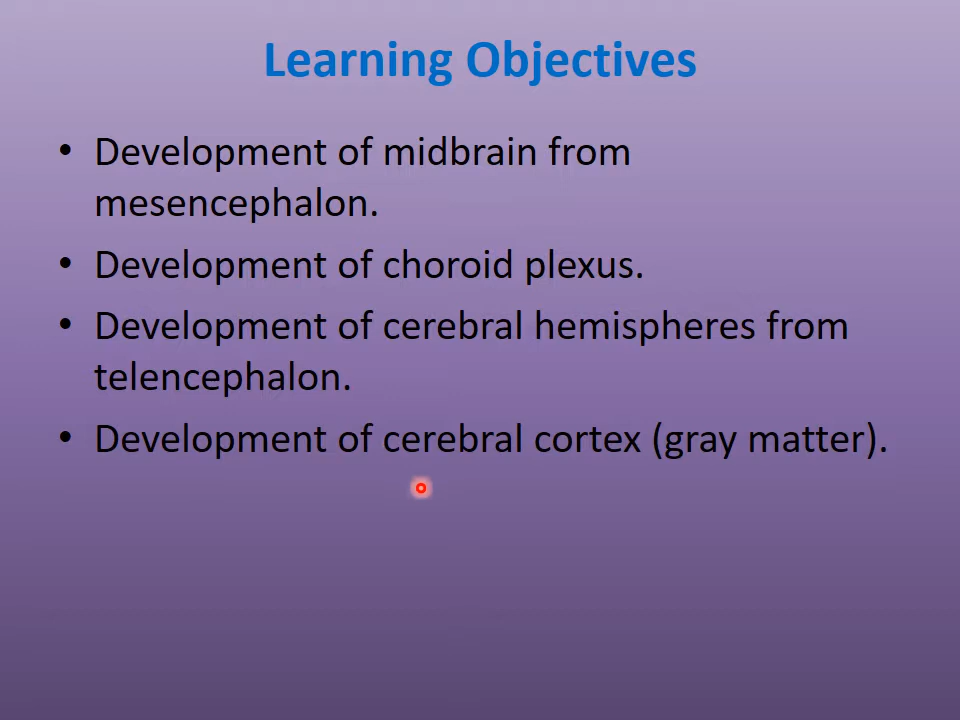 Learning Objectives
• Development of midbrain from
mesencephalon.
• Development of choroid plexus.
• Development of cerebral hemispheres from
telencephalon.
• Development of cerebral cortex (gray matter).